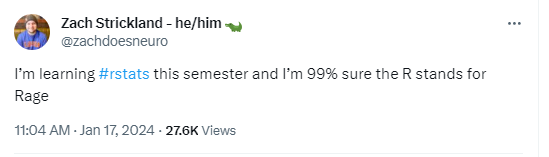 Zach Strickland - he/him 🐊
@zachdoesneuro
I’m learning #rstats this semester and I’m 99% sure the R stands for
Rage
11:04 AM · Jan 17, 2024 · 27.6K Views